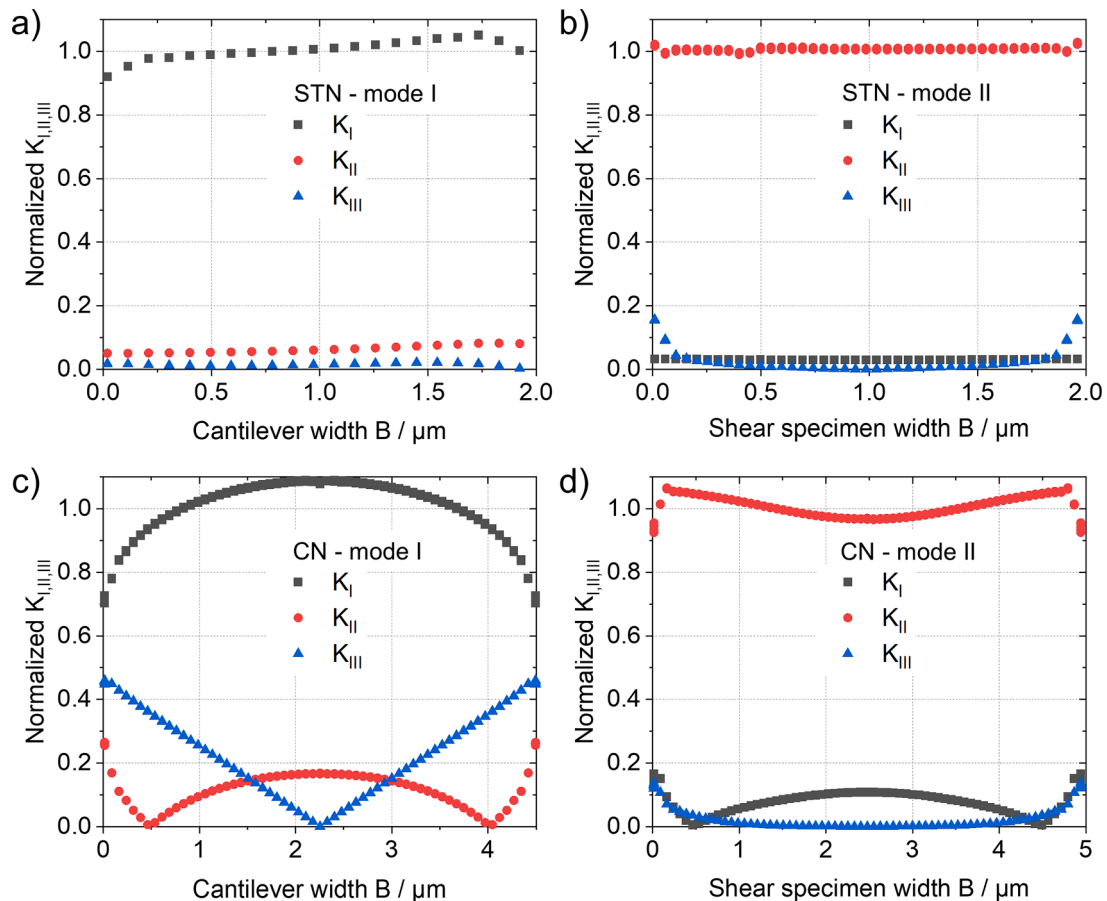 a)
Normalized K_I,II,III
1.0
0.8
0.6
0.4
0.2
0.0
STN - mode I
K_I
K_II
K_III
0.0 0.5 1.0 1.5 2.0
Cantilever width B / µm
b)
Normalized K_I,II,III
1.0
0.8
0.6
0.4
0.2
0.0
STN - mode II
K_I
K_II
K_III
0.0 0.5 1.0 1.5 2.0
Shear specimen width B / µm
c)
Normalized K_I,II,III
1.0
0.8
0.6
0.4
0.2
0.0
CN - mode I
K_I
K_II
K_III
0 1 2 3 4
Cantilever width B / µm
d)
Normalized K_I,II,III
1.0
0.8
0.6
0.4
0.2
0.0
CN - mode II
K_I
K_II
K_III
0 1 2 3 4 5
Shear specimen width B / µm